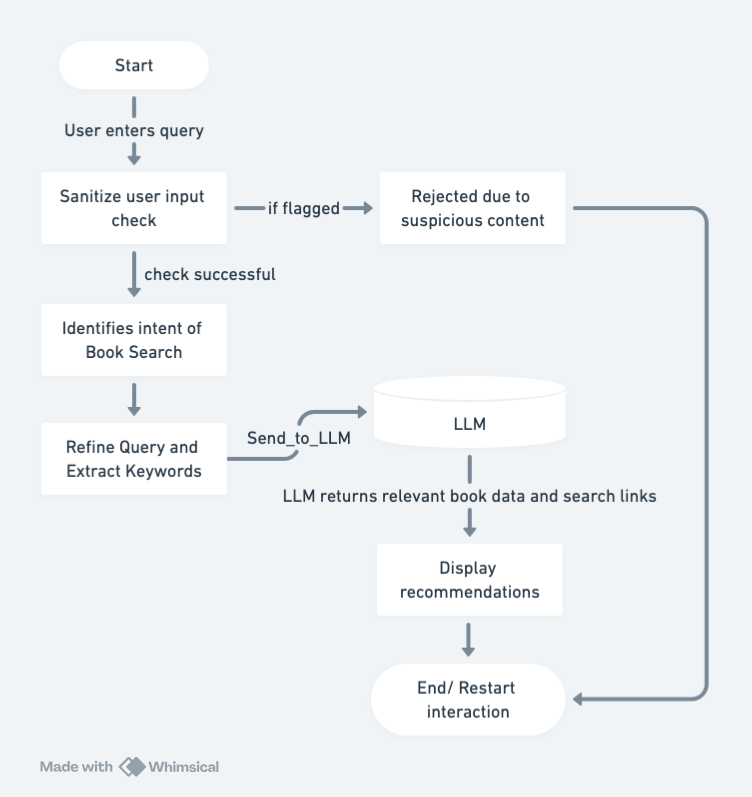 Start
User enters query
Sanitize user input
check
if flagged
Rejected due to
suspicious content
check successful
Identifies intent of
Book Search
Refine Query and
Extract Keywords
Send_to_LLM
LLM
LLM returns relevant book data and search links
Display
recommendations
End/ Restart
interaction
Made with Whimsical